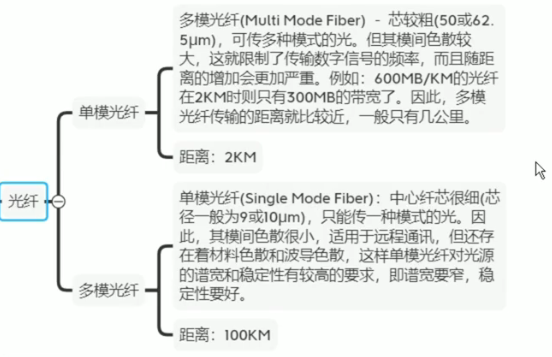 多模光纤(Multi Mode Fiber) - 芯较粗(50或62.
5μm)，可传多种模式的光。但其模间色散较
大，这就限制了传输数字信号的频率，而且随距
离的增加会更加严重。例如：600MB/KM的光纤
在2KM时则只有300MB的带宽了。因此，多模
光纤传输的距离就比较近，一般只有几公里。
单模光纤
距离：2KM
光纤
单模光纤(Single Mode Fiber)：中心纤芯很细(芯
径一般为9或10μm)，只能传一种模式的光。因
此，其模间色散很小，适用于远程通讯，但还存
在着材料色散和波导色散，这样单模光纤对光源
的谱宽和稳定性有较高的要求，即谱宽要窄，稳
定性要好。
多模光纤
距离：100KM